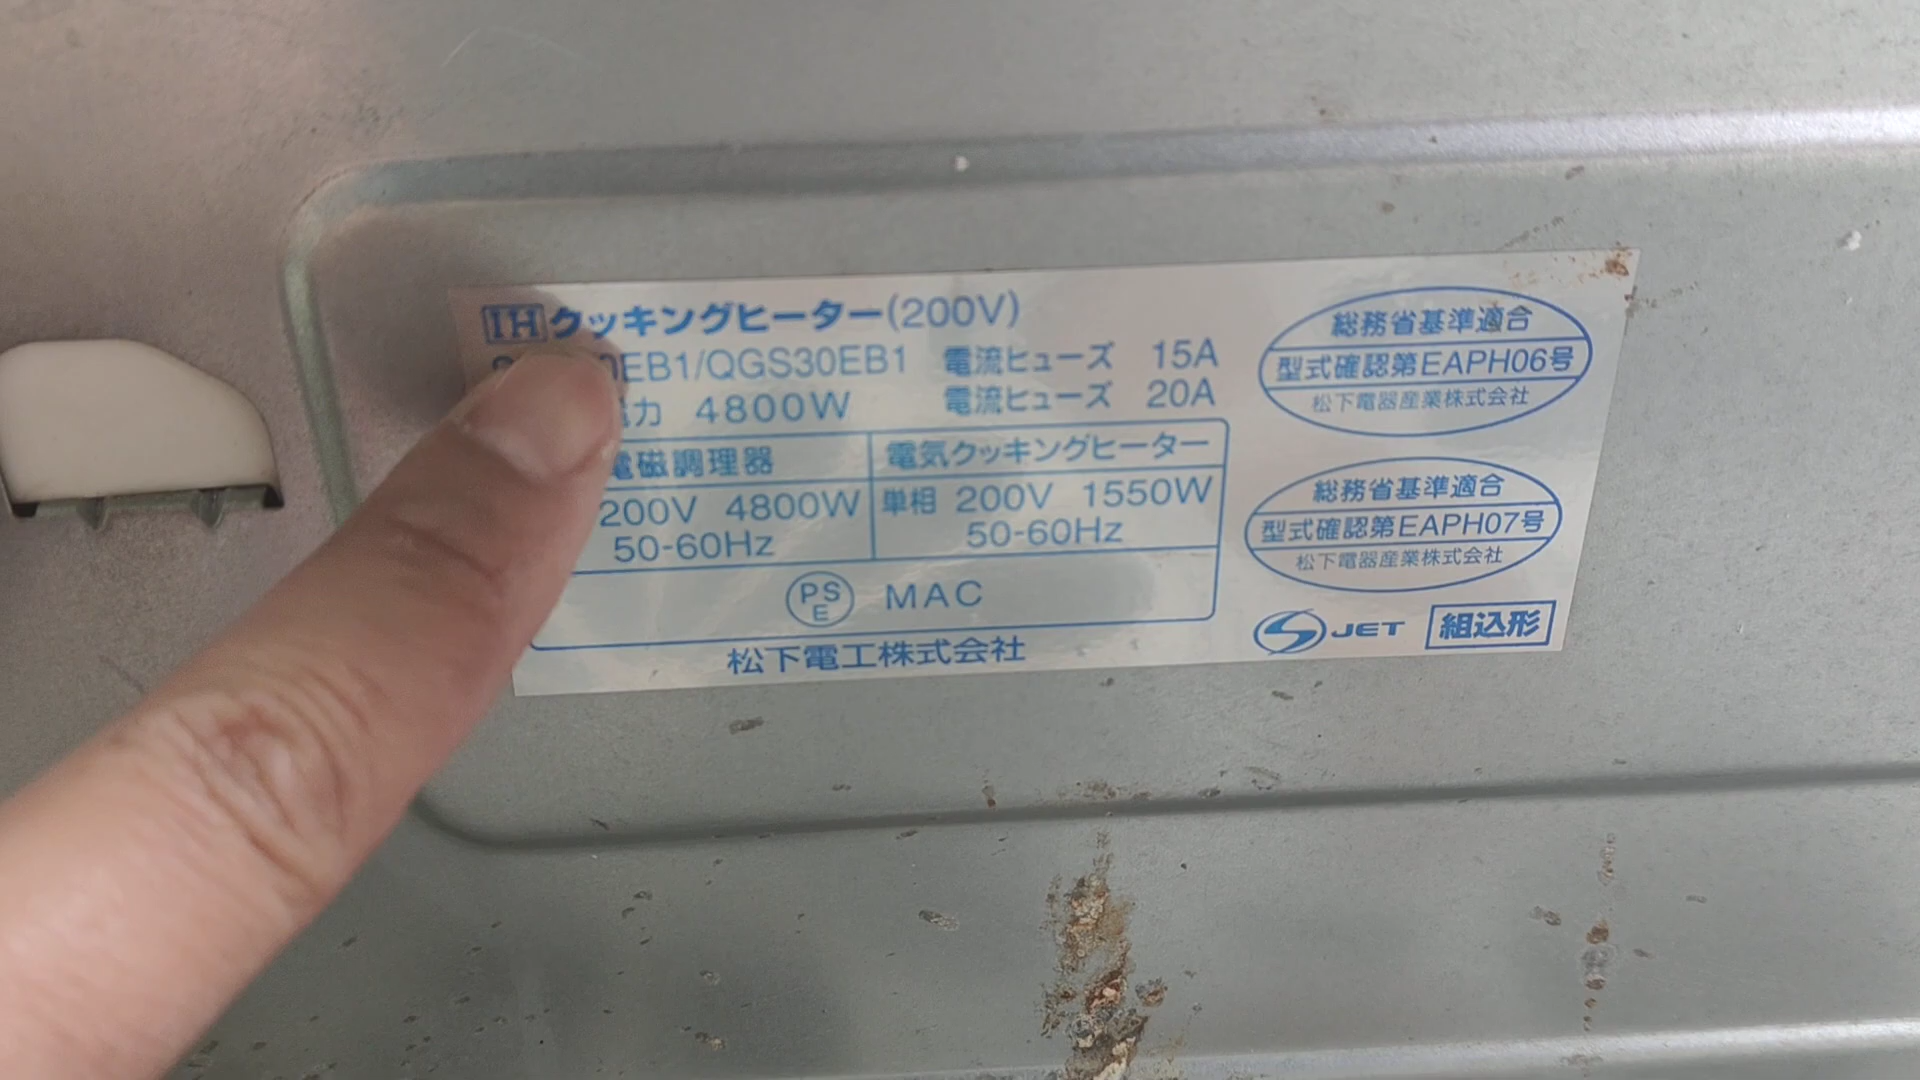 IHクッキングヒーター(200V)
0EB1/QGS30EB1 電流ヒューズ 15A
力 4800W 電流ヒューズ 20A
電磁調理器 電気クッキングヒーター
200V 4800W 単相 200V 1550W
50-60Hz 50-60Hz
PSE MAC
松下電工株式会社
総務省基準適合
型式確認第EAPH06号
松下電器産業株式会社
総務省基準適合
型式確認第EAPH07号
松下電器産業株式会社
JET 組込形